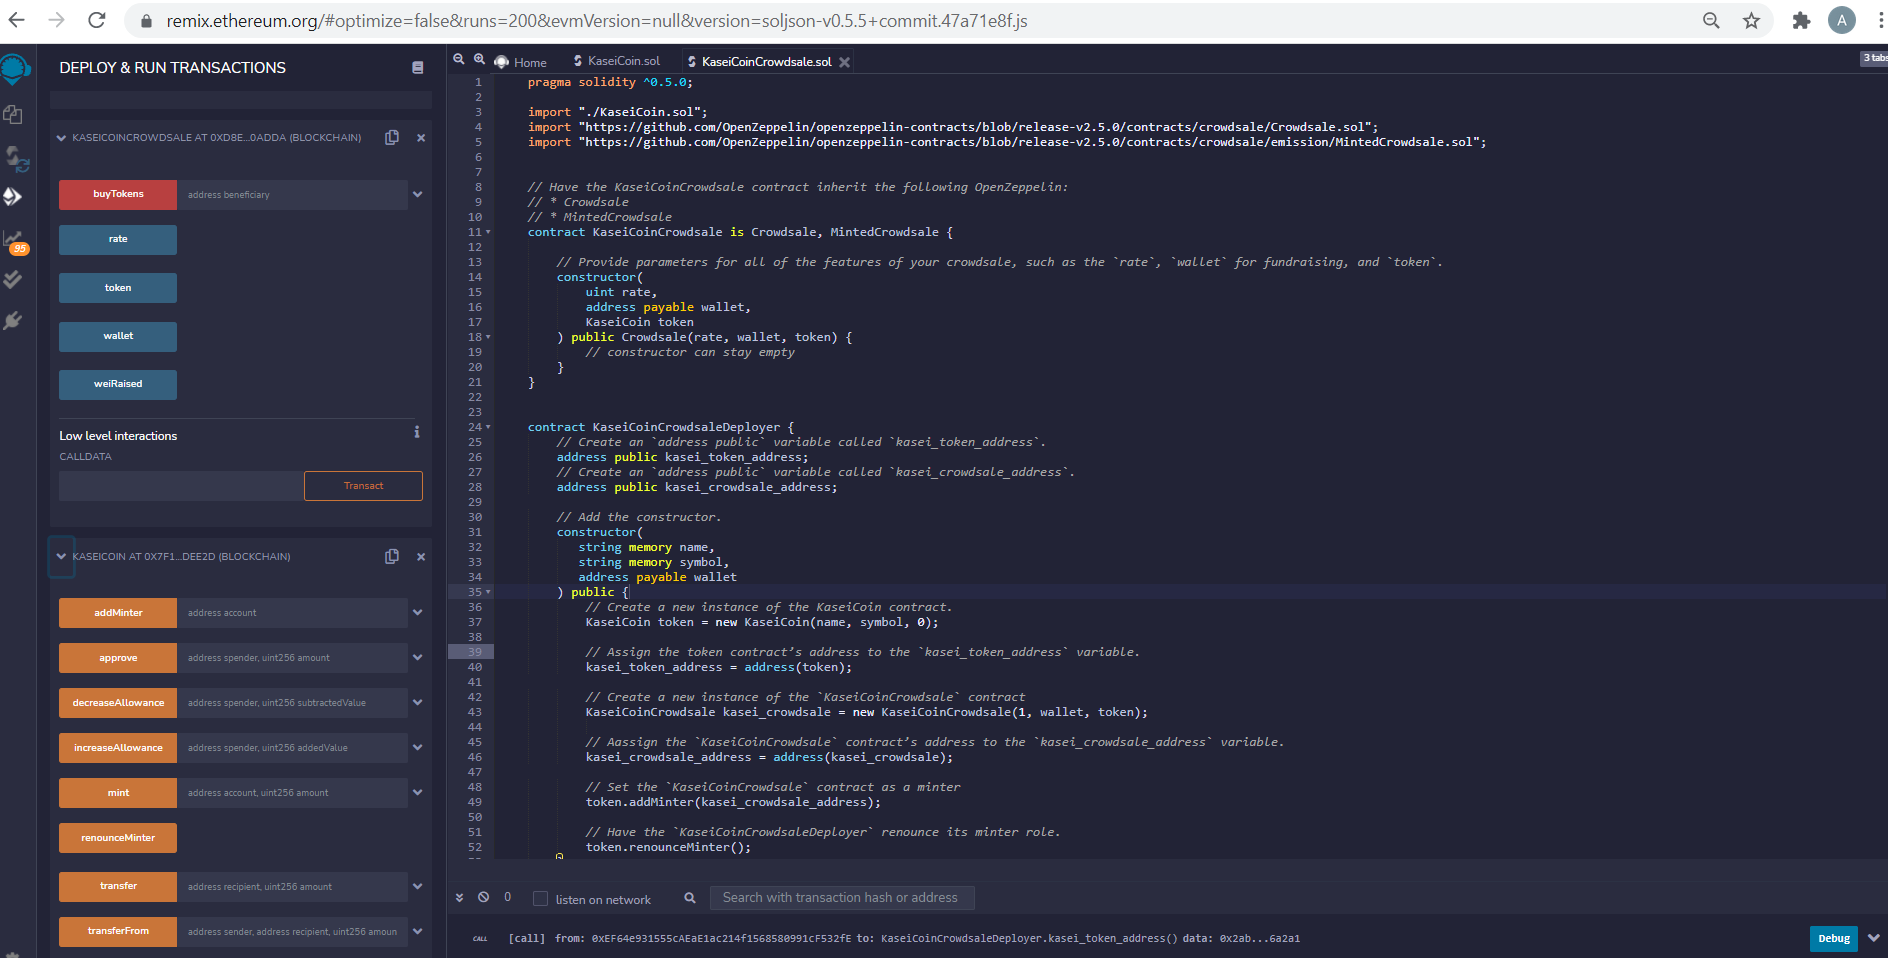 remix.ethereum.org/#optimize=false&runs=200&evmVersion=null&version=soljson-v0.5.5+commit.47a71e8f.js
A
DEPLOY & RUN TRANSACTIONS
KASEICOINCROWDSALE AT 0XD8E...0ADDA (BLOCKCHAIN)
buyTokens address beneficiary
rate
token
wallet
weiRaised
Low level interactions
CALLDATA
Transact
KASEICOIN AT 0X7F1...DEE2D (BLOCKCHAIN)
addMinter address account
approve address spender, uint256 amount
decreaseAllowance address spender, uint256 subtractedValue
increaseAllowance address spender, uint256 addedValue
mint address account, uint256 amount
renounceMinter
transfer address recipient, uint256 amount
transferFrom address sender, address recipient, uint256 amoun
95
Home KaseiCoin.sol KaseiCoinCrowdsale.sol
3 tabs
1 pragma solidity ^0.5.0;
2
3 import "./KaseiCoin.sol";
4 import "https://github.com/OpenZeppelin/openzeppelin-contracts/blob/release-v2.5.0/contracts/crowdsale/Crowdsale.sol";
5 import "https://github.com/OpenZeppelin/openzeppelin-contracts/blob/release-v2.5.0/contracts/crowdsale/emission/MintedCrowdsale.sol";
6
7
8 // Have the KaseiCoinCrowdsale contract inherit the following OpenZeppelin:
9 // * Crowdsale
10 // * MintedCrowdsale
11 contract KaseiCoinCrowdsale is Crowdsale, MintedCrowdsale {
12
13 // Provide parameters for all of the features of your crowdsale, such as the `rate`, `wallet` for fundraising, and `token`.
14 constructor(
15 uint rate,
16 address payable wallet,
17 KaseiCoin token
18 ) public Crowdsale(rate, wallet, token) {
19 // constructor can stay empty
20 }
21 }
22
23
24 contract KaseiCoinCrowdsaleDeployer {
25 // Create an `address public` variable called `kasei_token_address`.
26 address public kasei_token_address;
27 // Create an `address public` variable called `kasei_crowdsale_address`.
28 address public kasei_crowdsale_address;
29
30 // Add the constructor.
31 constructor(
32 string memory name,
33 string memory symbol,
34 address payable wallet
35 ) public {
36 // Create a new instance of the KaseiCoin contract.
37 KaseiCoin token = new KaseiCoin(name, symbol, 0);
38
39 // Assign the token contract’s address to the `kasei_token_address` variable.
40 kasei_token_address = address(token);
41
42 // Create a new instance of the `KaseiCoinCrowdsale` contract
43 KaseiCoinCrowdsale kasei_crowdsale = new KaseiCoinCrowdsale(1, wallet, token);
44
45 // Aassign the `KaseiCoinCrowdsale` contract’s address to the `kasei_crowdsale_address` variable.
46 kasei_crowdsale_address = address(kasei_crowdsale);
47
48 // Set the `KaseiCoinCrowdsale` contract as a minter
49 token.addMinter(kasei_crowdsale_address);
50
51 // Have the `KaseiCoinCrowdsaleDeployer` renounce its minter role.
52 token.renounceMinter();
0 listen on network Search with transaction hash or address
CALL [call] from: 0xEF64e931555cAEaE1ac214f1568580991cF532fE to: KaseiCoinCrowdsaleDeployer.kasei_token_address() data: 0x2ab...6a2a1 Debug